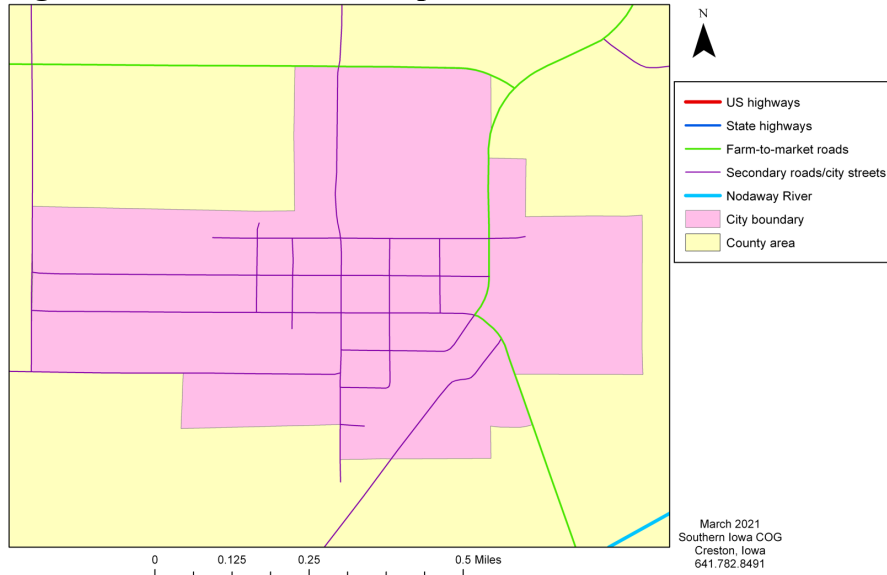 N
US highways
State highways
Farm-to-market roads
Secondary roads/city streets
Nodaway River
City boundary
County area
March 2021
Southern Iowa COG
Creston, Iowa
641.782.8491
0 0.125 0.25 0.5 Miles